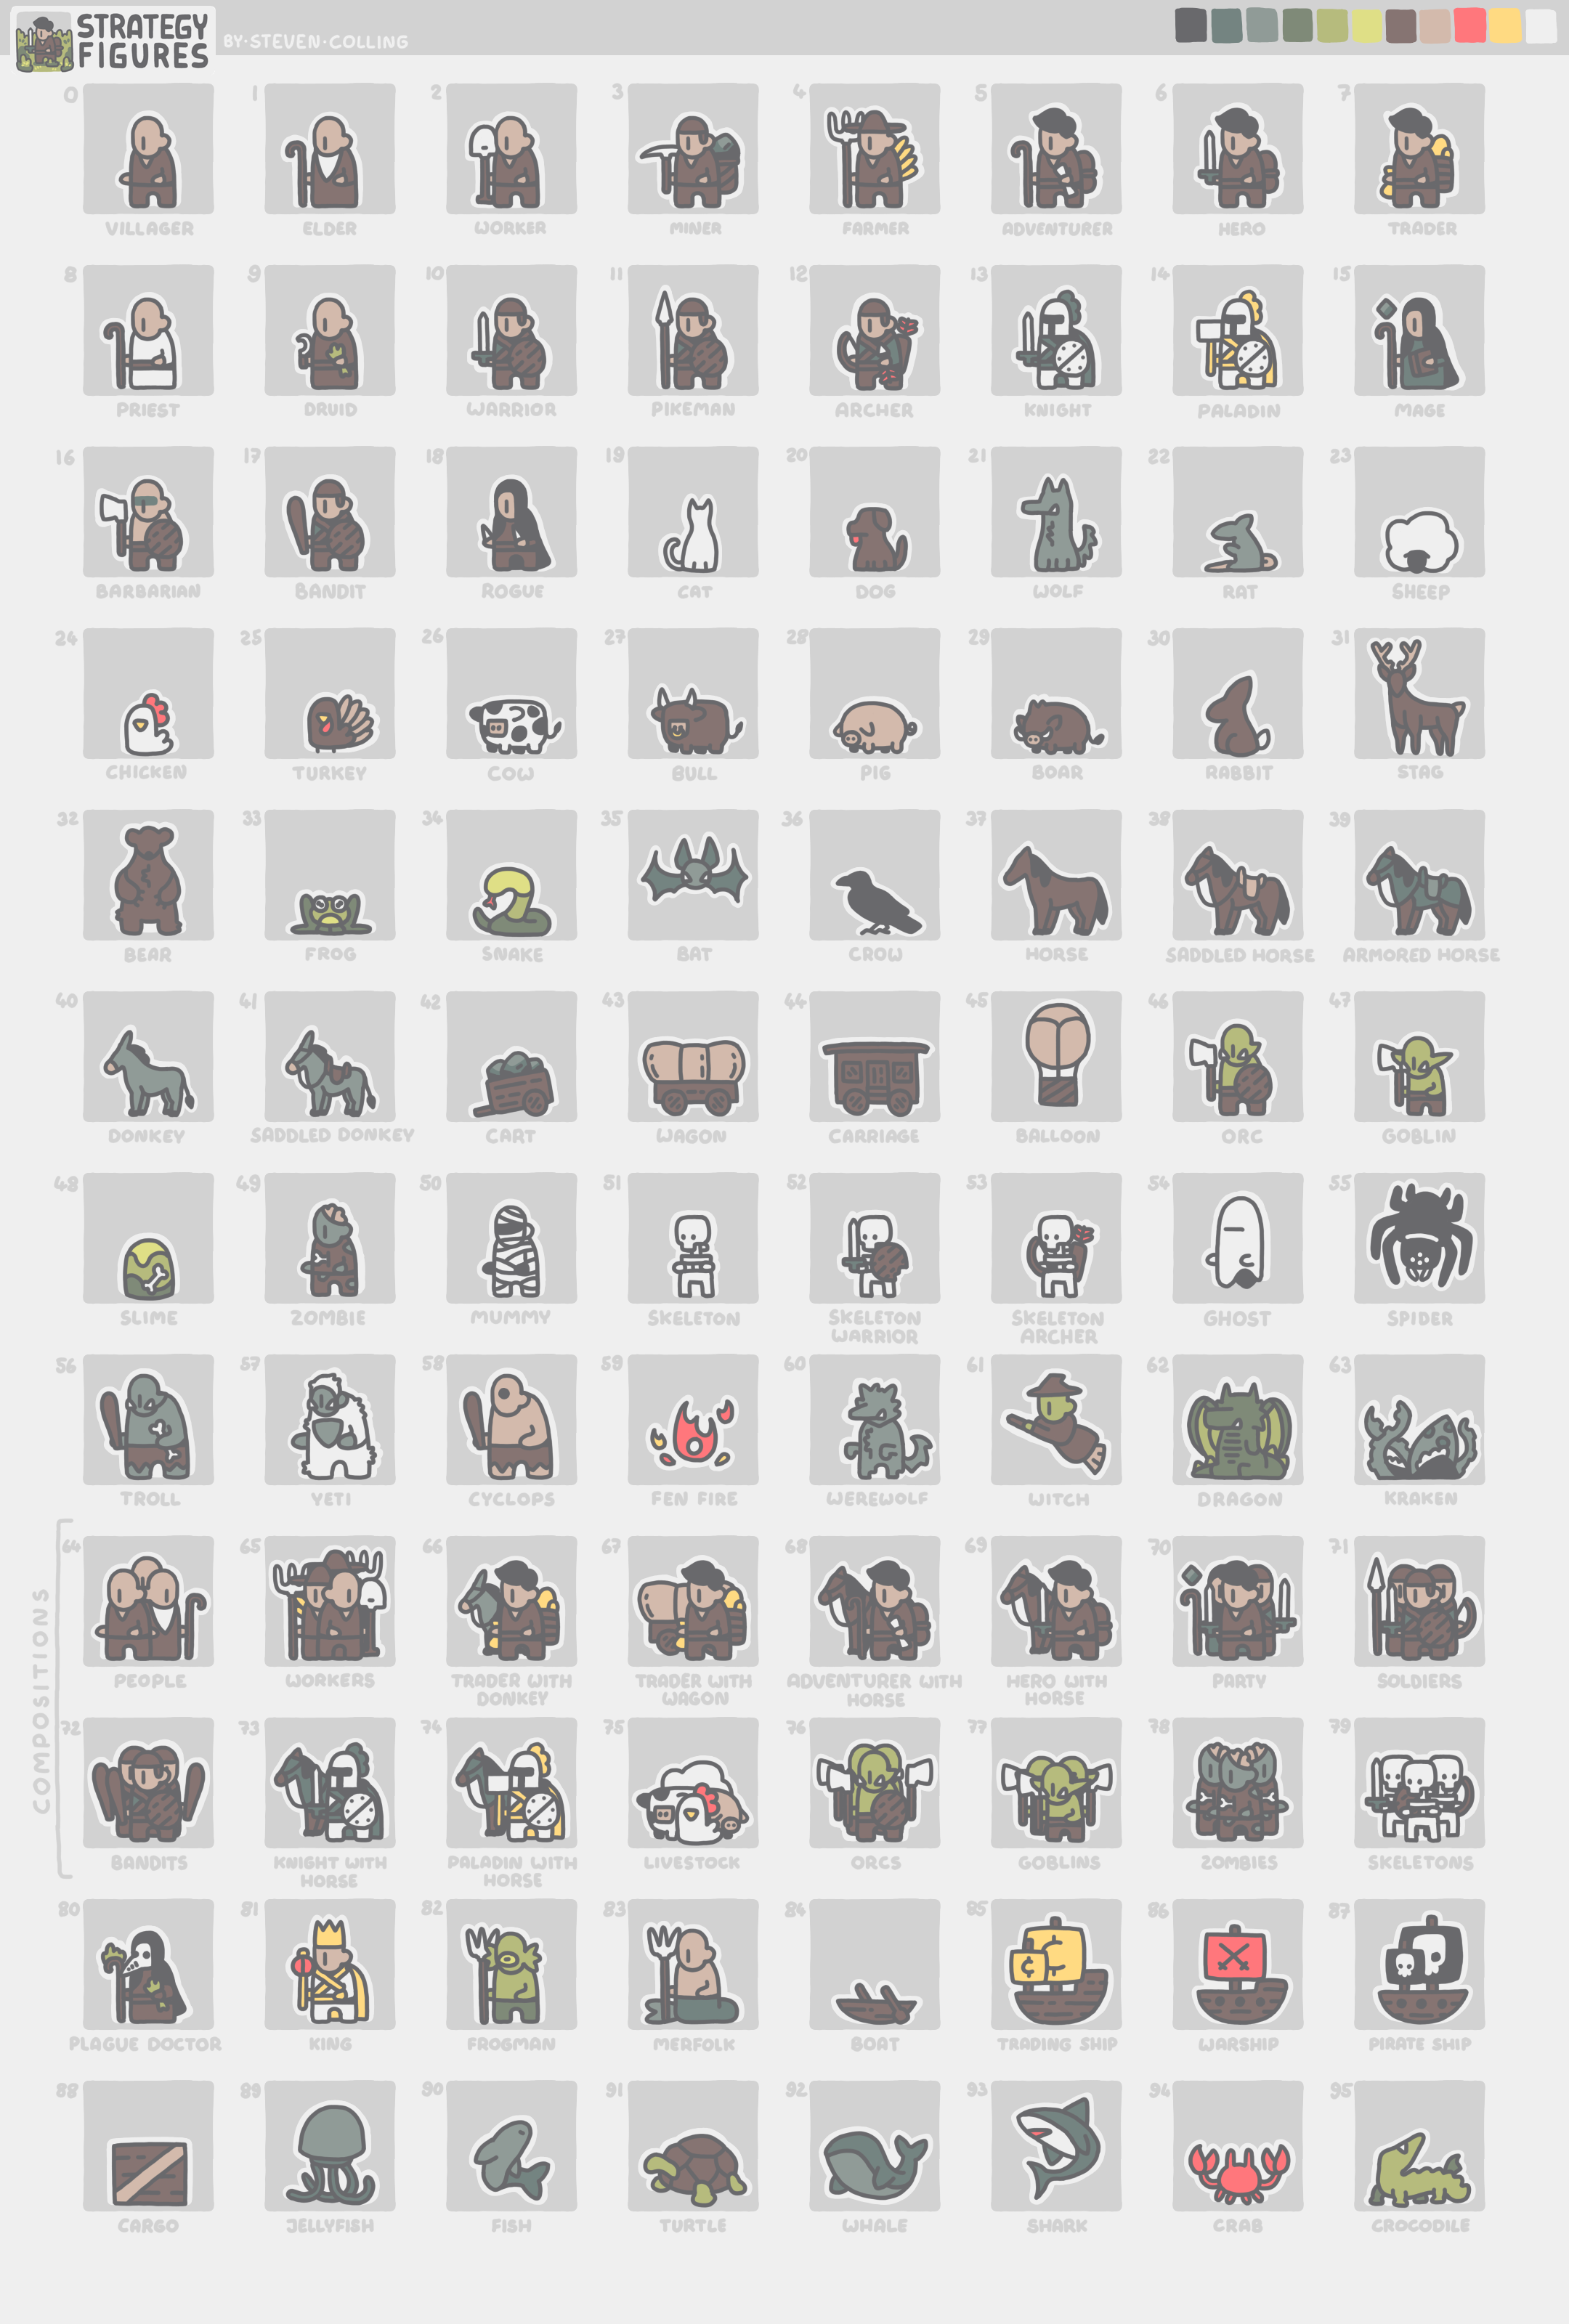 STRATEGY
FIGURES
BY·STEVEN·COLLING
0 1 2 3 4 5 6 7
VILLAGER ELDER WORKER MINER FARMER ADVENTURER HERO TRADER
8 9 10 11 12 13 14 15
PRIEST DRUID WARRIOR PIKEMAN ARCHER KNIGHT PALADIN MAGE
16 17 18 19 20 21 22 23
BARBARIAN BANDIT ROGUE CAT DOG WOLF RAT SHEEP
24 25 26 27 28 29 30 31
CHICKEN TURKEY COW BULL PIG BOAR RABBIT STAG
32 33 34 35 36 37 38 39
BEAR FROG SNAKE BAT CROW HORSE SADDLED HORSE ARMORED HORSE
40 41 42 43 44 45 46 47
DONKEY SADDLED DONKEY CART WAGON CARRIAGE BALLOON ORC GOBLIN
48 49 50 51 52 53 54 55
SLIME ZOMBIE MUMMY SKELETON SKELETON SKELETON GHOST SPIDER
WARRIOR ARCHER
56 57 58 59 60 61 62 63
TROLL YETI CYCLOPS FEN FIRE WEREWOLF WITCH DRAGON KRAKEN
COMPOSITIONS
64 65 66 67 68 69 70 71
PEOPLE WORKERS TRADER WITH TRADER WITH ADVENTURER WITH HERO WITH PARTY SOLDIERS
DONKEY WAGON HORSE HORSE
72 73 74 75 76 77 78 79
BANDITS KNIGHT WITH PALADIN WITH LIVESTOCK ORCS GOBLINS ZOMBIES SKELETONS
HORSE HORSE
80 81 82 83 84 85 86 87
PLAGUE DOCTOR KING FROGMAN MERFOLK BOAT TRADING SHIP WARSHIP PIRATE SHIP
88 89 90 91 92 93 94 95
CARGO JELLYFISH FISH TURTLE WHALE SHARK CRAB CROCODILE